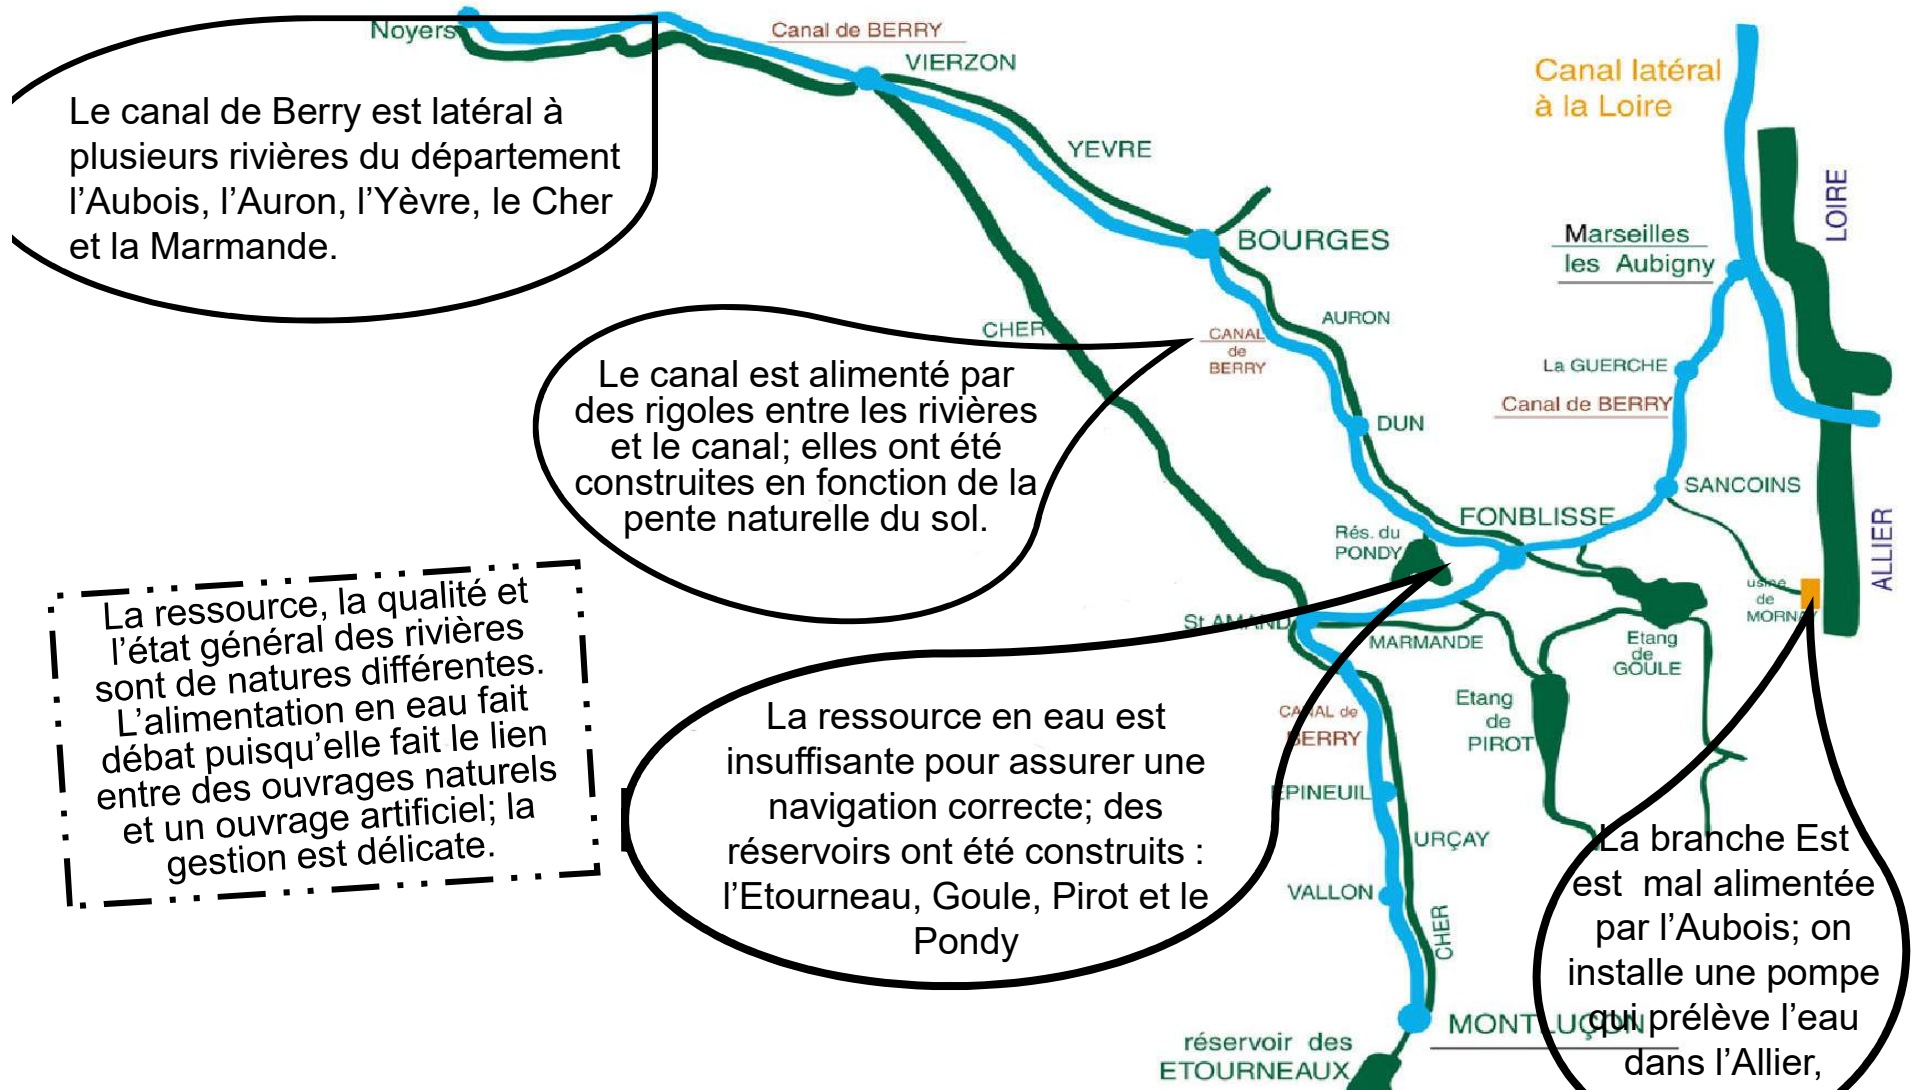 Noyers
Canal de BERRY
VIERZON
Canal latéral
à la Loire
Le canal de Berry est latéral à
plusieurs rivières du département
l’Aubois, l’Auron, l’Yèvre, le Cher
et la Marmande.
YEVRE
LOIRE
BOURGES
Marseilles
les Aubigny
CHER
AURON
CANAL
de
BERRY
La GUERCHE
Canal de BERRY
Le canal est alimenté par
des rigoles entre les rivières
et le canal; elles ont été
construites en fonction de la
pente naturelle du sol.
DUN
SANCOINS
FONBLISSE
Rés. du
PONDY
ALLIER
usine
de
MORNAY
La ressource, la qualité et
l’état général des rivières
sont de natures différentes.
L’alimentation en eau fait
débat puisqu’elle fait le lien
entre des ouvrages naturels
et un ouvrage artificiel; la
gestion est délicate.
St AMAND
MARMANDE
Etang
de
GOULE
Etang
de
PIROT
CANAL de
BERRY
La ressource en eau est
insuffisante pour assurer une
navigation correcte; des
réservoirs ont été construits :
l’Etourneau, Goule, Pirot et le
Pondy
EPINEUIL
URÇAY
VALLON
CHER
La branche Est
est mal alimentée
par l’Aubois; on
installe une pompe
qui prélève l’eau
dans l’Allier,
MONTLUÇON
réservoir des
ETOURNEAUX